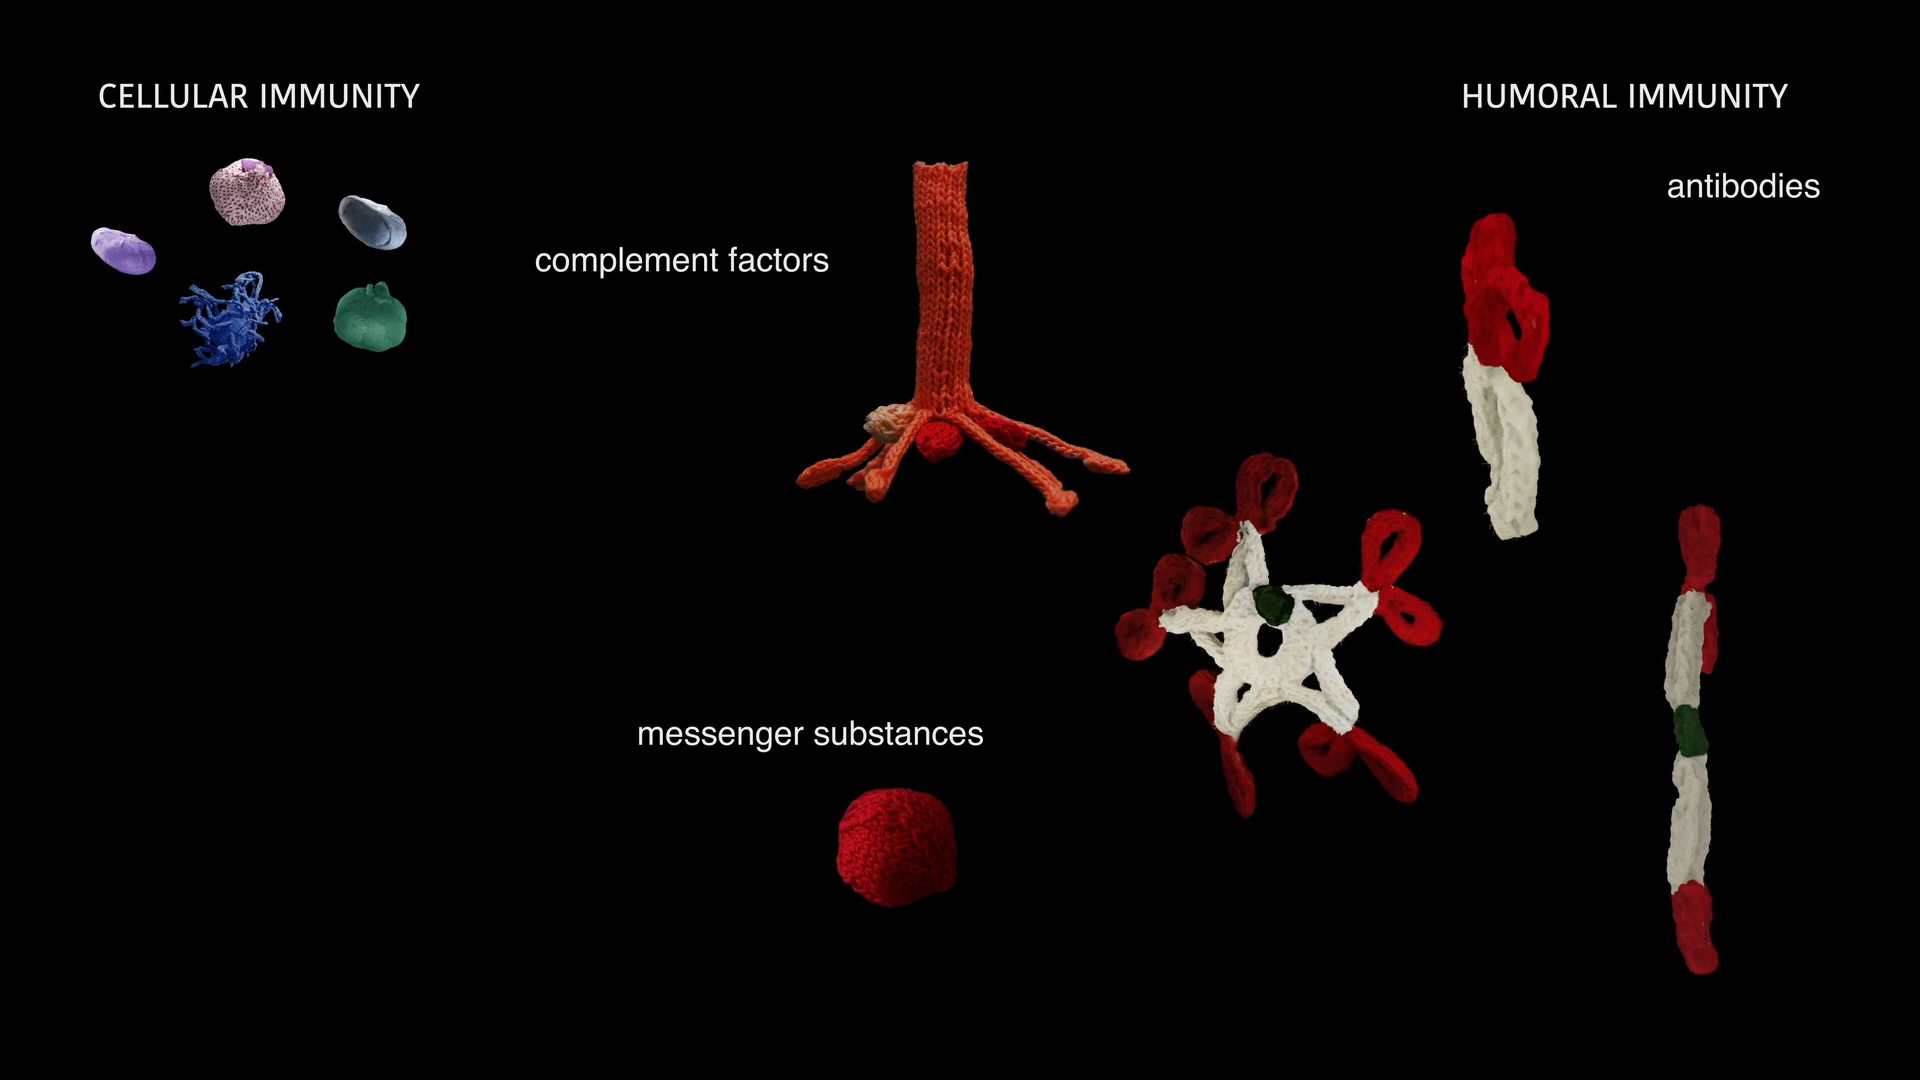 CELLULAR IMMUNITY
HUMORAL IMMUNITY
antibodies
complement factors
messenger substances